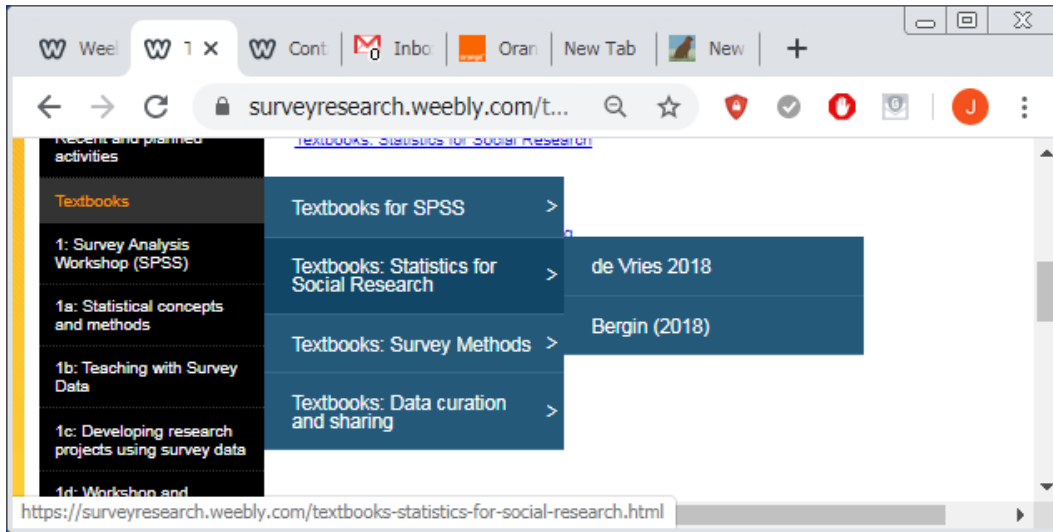 Wee
T
Cont
Inbo
Oran
New Tab
New
surveyresearch.weebly.com/t...
J
Recent and planned
activities
Textbooks: Statistics for Social Research
Textbooks
Textbooks for SPSS >
1: Survey Analysis
Workshop (SPSS)
Textbooks: Statistics for
Social Research >
de Vries 2018
1a: Statistical concepts
and methods
Bergin (2018)
Textbooks: Survey Methods >
1b: Teaching with Survey
Data
Textbooks: Data curation
and sharing >
1c: Developing research
projects using survey data
1d: Workshop and
https://surveyresearch.weebly.com/textbooks-statistics-for-social-research.html